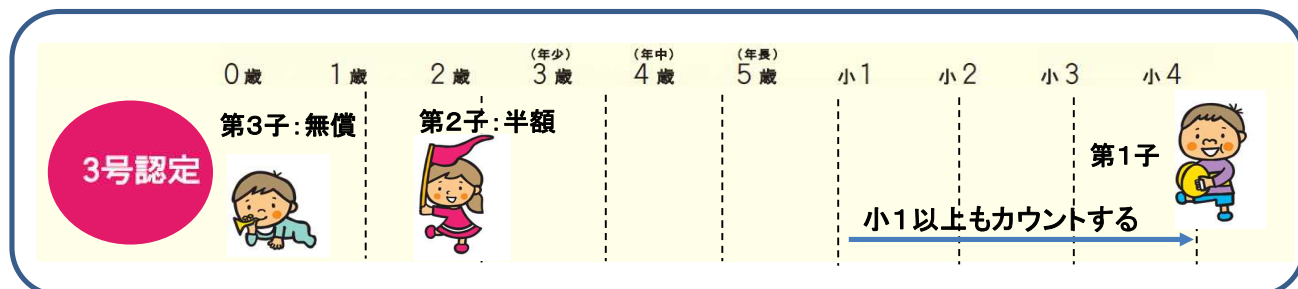 (年少) (年中) (年長)
0歳 1歳 2歳 3歳 4歳 5歳 小1 小2 小3 小4
第3子:無償 第2子:半額
第1子
3号認定
小1以上もカウントする